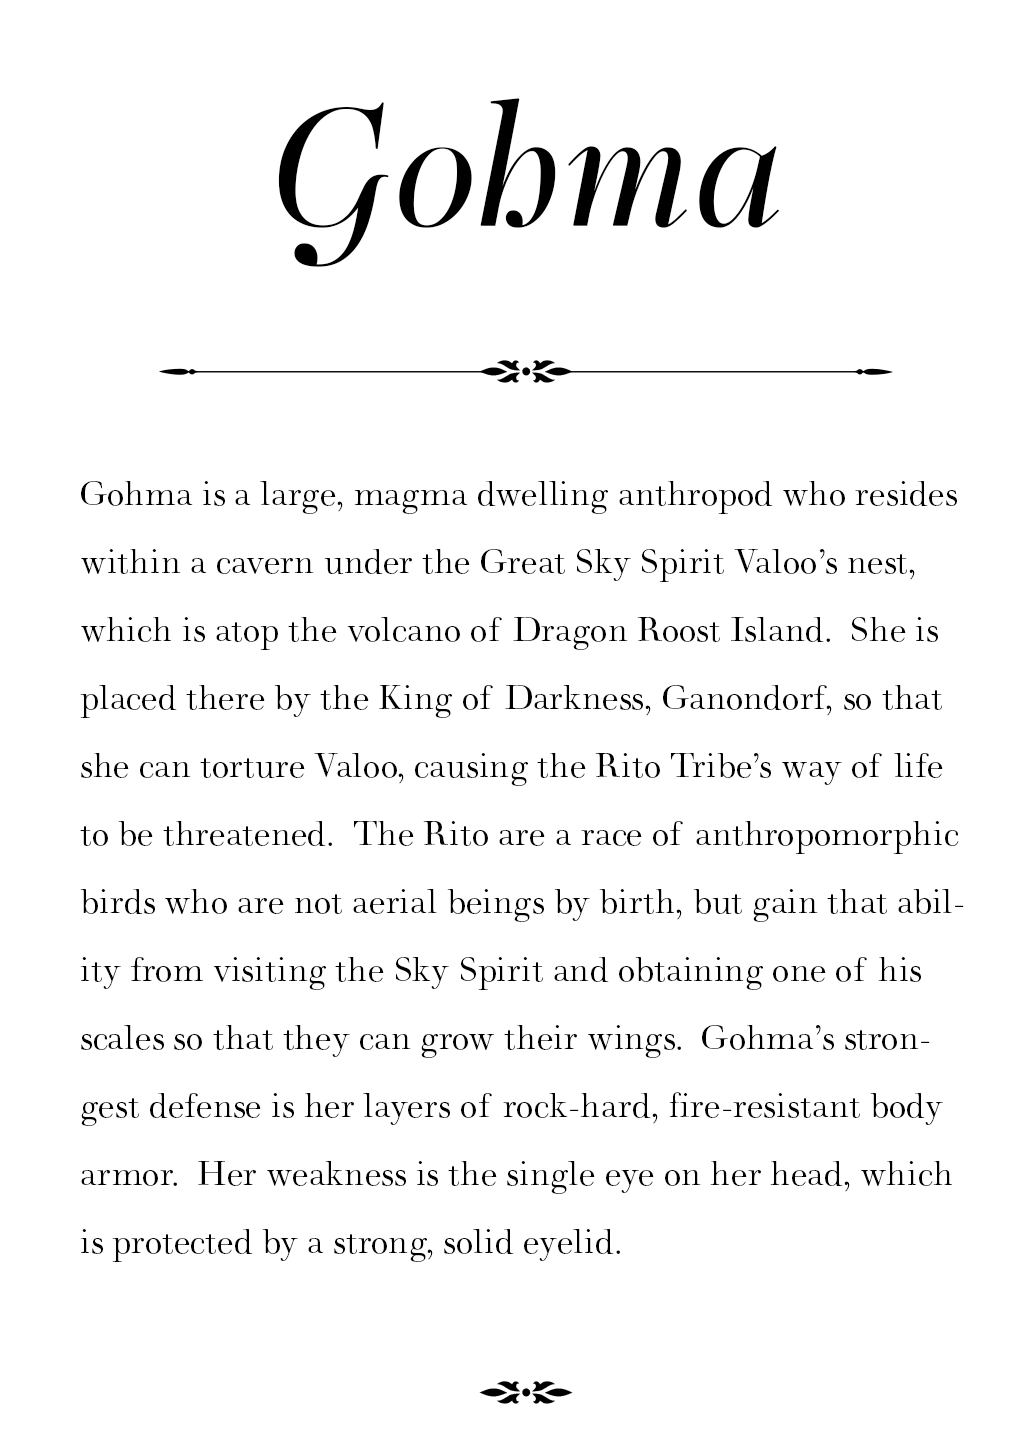 Gohma
Gohma is a large, magma dwelling anthropod who resides
within a cavern under the Great Sky Spirit Valoo’s nest,
which is atop the volcano of Dragon Roost Island.  She is
placed there by the King of Darkness, Ganondorf, so that
she can torture Valoo, causing the Rito Tribe’s way of life
to be threatened.  The Rito are a race of anthropomorphic
birds who are not aerial beings by birth, but gain that abil-
ity from visiting the Sky Spirit and obtaining one of his
scales so that they can grow their wings.  Gohma’s stron-
gest defense is her layers of rock-hard, fire-resistant body
armor.  Her weakness is the single eye on her head, which
is protected by a strong, solid eyelid.